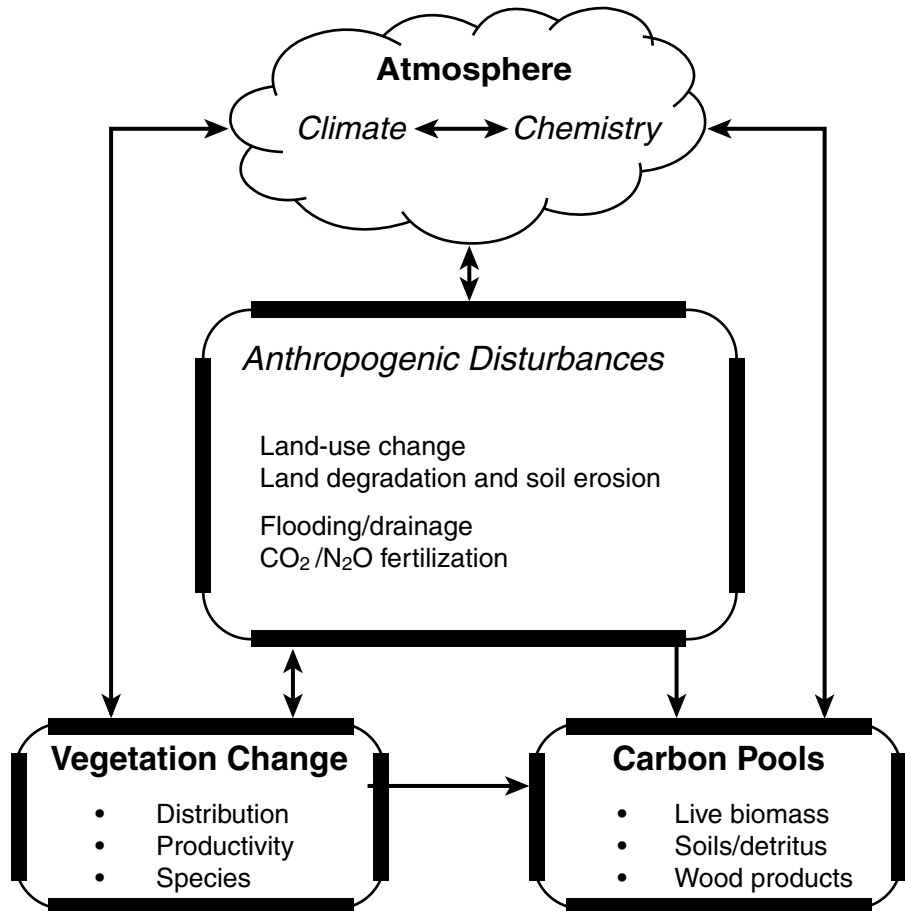 Atmosphere
Climate Chemistry
Anthropogenic Disturbances
Land-use change
Land degradation and soil erosion
Flooding/drainage
CO₂/N₂O fertilization
Vegetation Change
• Distribution
• Productivity
• Species
Carbon Pools
• Live biomass
• Soils/detritus
• Wood products